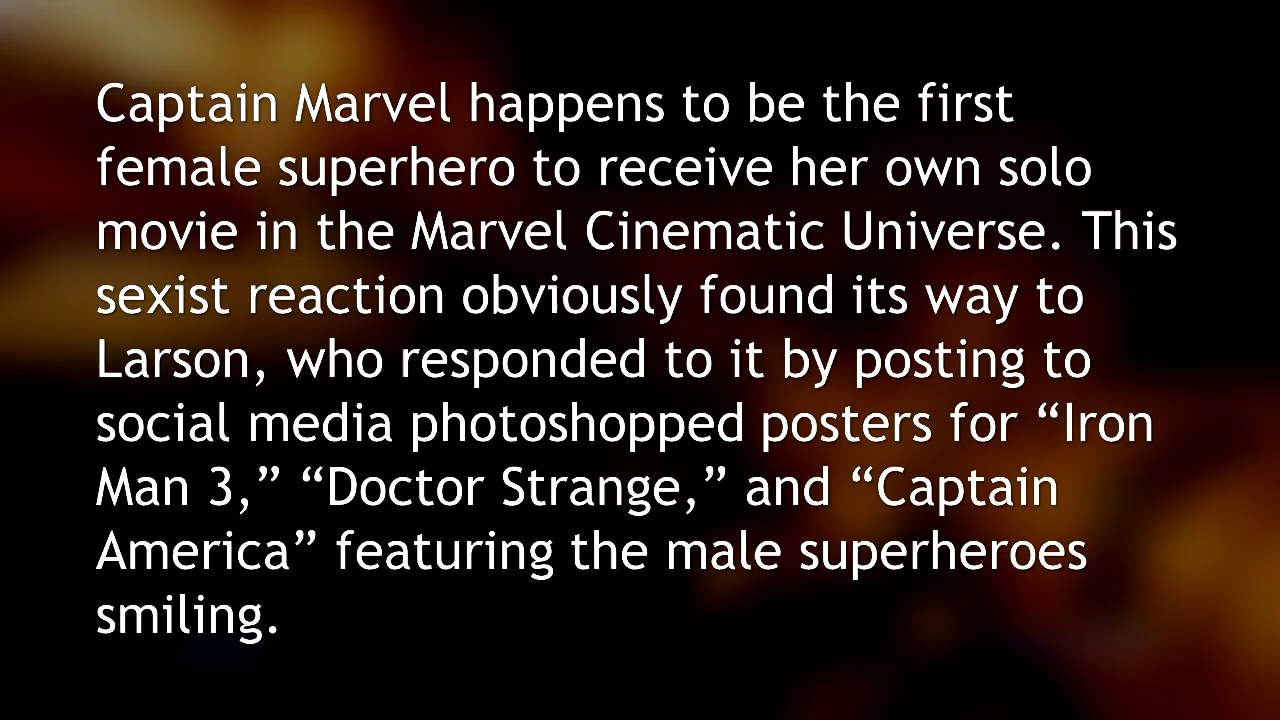 Captain Marvel happens to be the first
female superhero to receive her own solo
movie in the Marvel Cinematic Universe. This
sexist reaction obviously found its way to
Larson, who responded to it by posting to
social media photoshopped posters for “Iron
Man 3,” “Doctor Strange,” and “Captain
America” featuring the male superheroes
smiling.